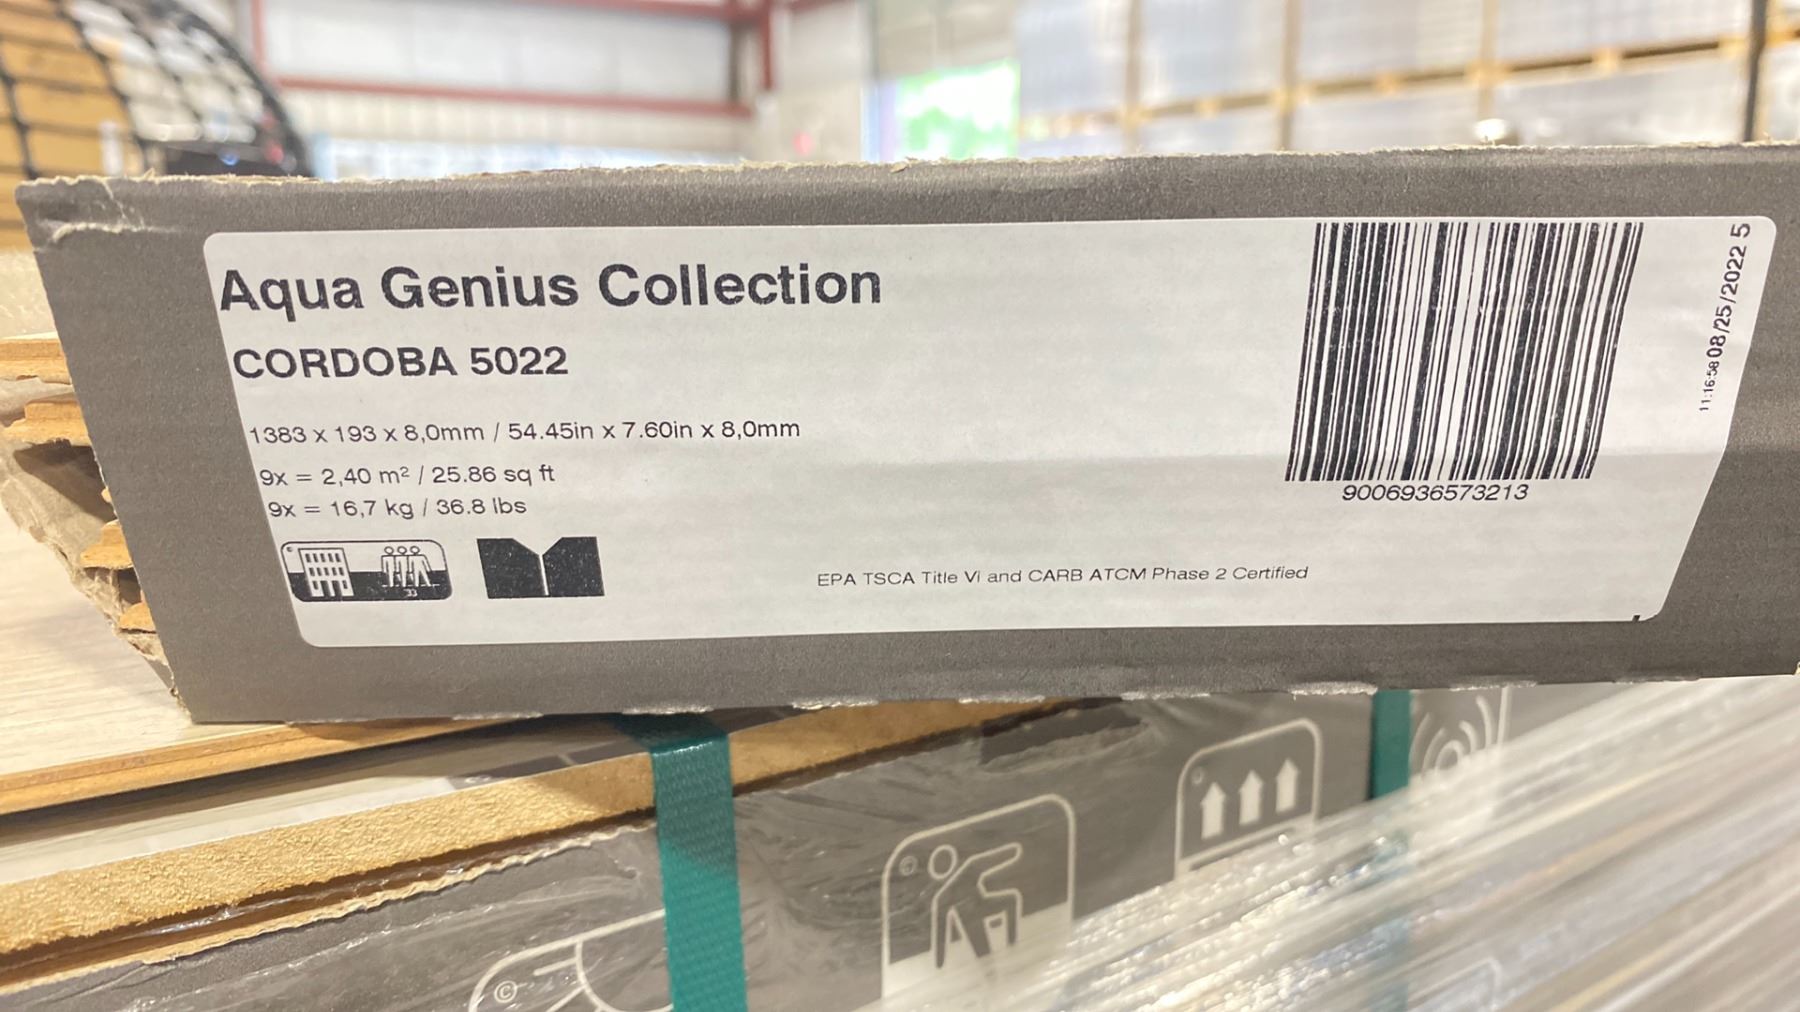 Aqua Genius Collection
CORDOBA 5022
1383 x 193 x 8,0mm / 54.45in x 7.60in x 8,0mm
9x = 2,40 m² / 25.86 sq ft
9x = 16,7 kg / 36.8 lbs
33
EPA TSCA Title VI and CARB ATCM Phase 2 Certified
9006936573213
11:16:58 08/25/2022 5
©
©